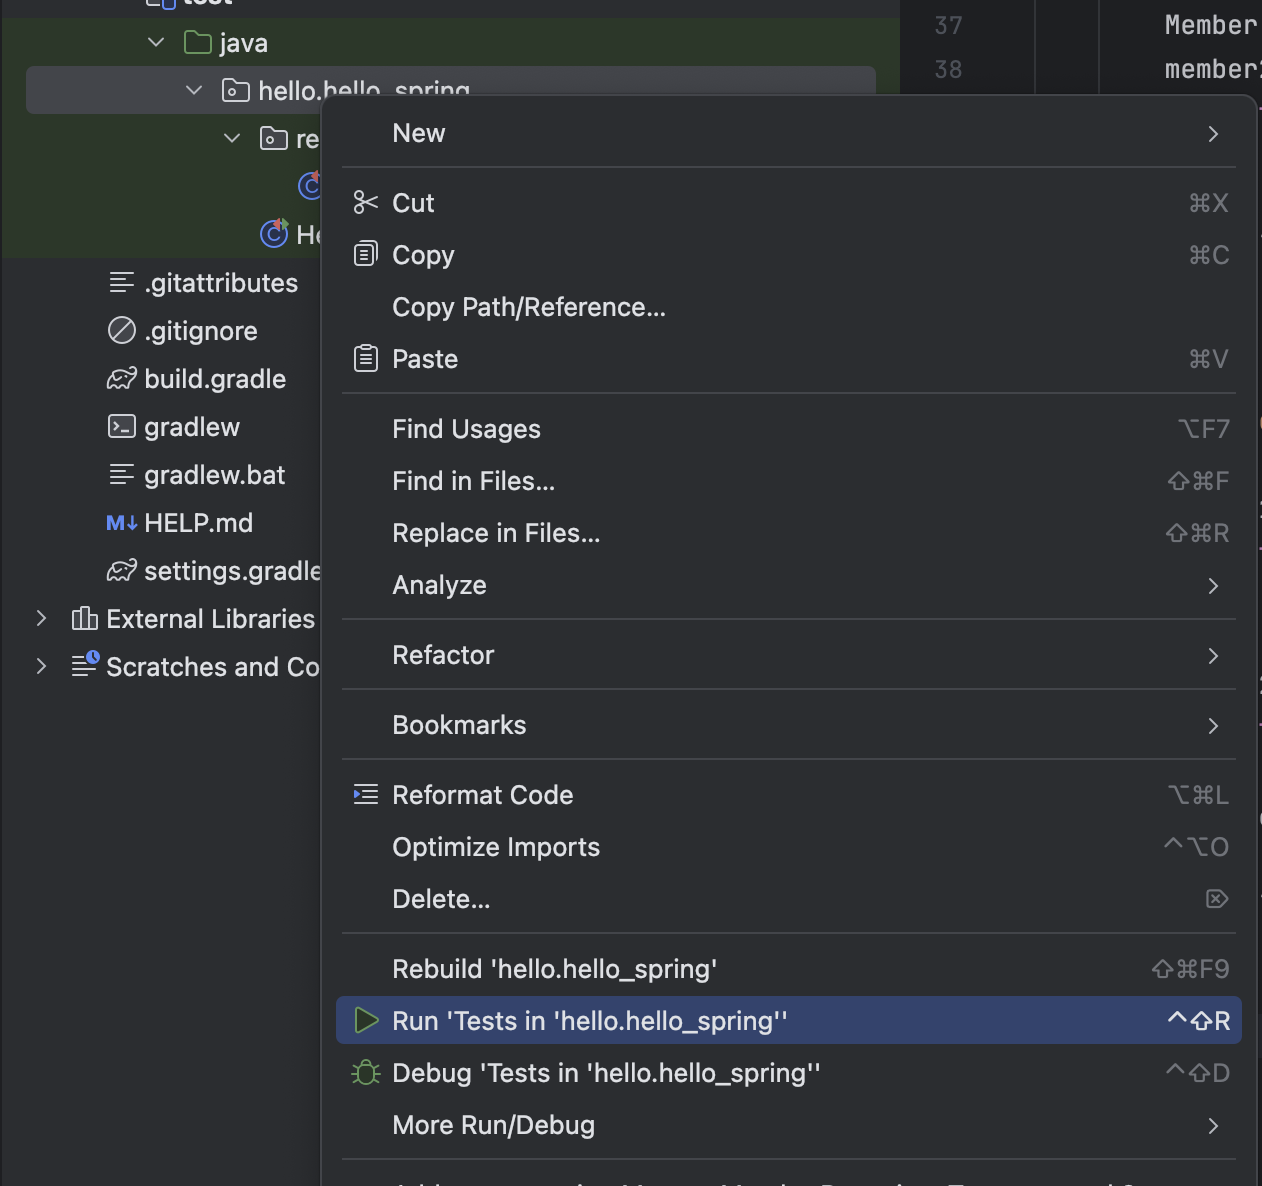 test
java
37
Member
38
hello.hello_spring
New
Cut ⌘X
Copy ⌘C
Copy Path/Reference...
Paste ⌘V
Find Usages ⌥F7
Find in Files... ⇧⌘F
Replace in Files... ⇧⌘R
Analyze
Refactor
Bookmarks
Reformat Code ⌥⌘L
Optimize Imports ^⌥O
Delete... ⌦
Rebuild 'hello.hello_spring' ⇧⌘F9
Run 'Tests in 'hello.hello_spring'' ^⇧R
Debug 'Tests in 'hello.hello_spring'' ^⇧D
More Run/Debug
.gitattributes
.gitignore
build.gradle
gradlew
gradlew.bat
M↓ HELP.md
settings.gradle
External Libraries
Scratches and Co